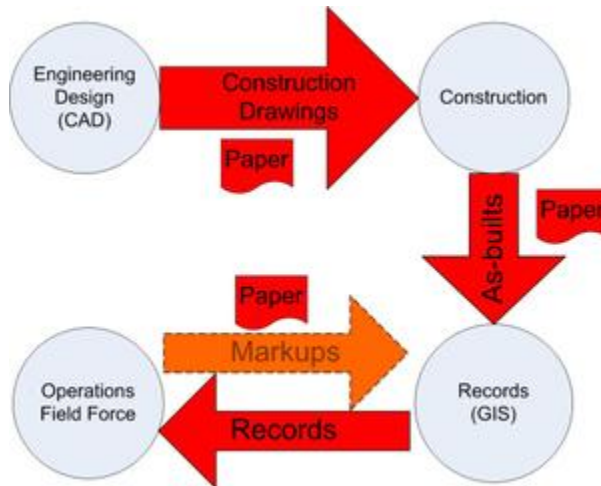 Engineering
Design
(CAD)
Construction
Drawings
Paper
Construction
As-builts
Paper
Paper
Markups
Operations
Field Force
Records
Records
(GIS)